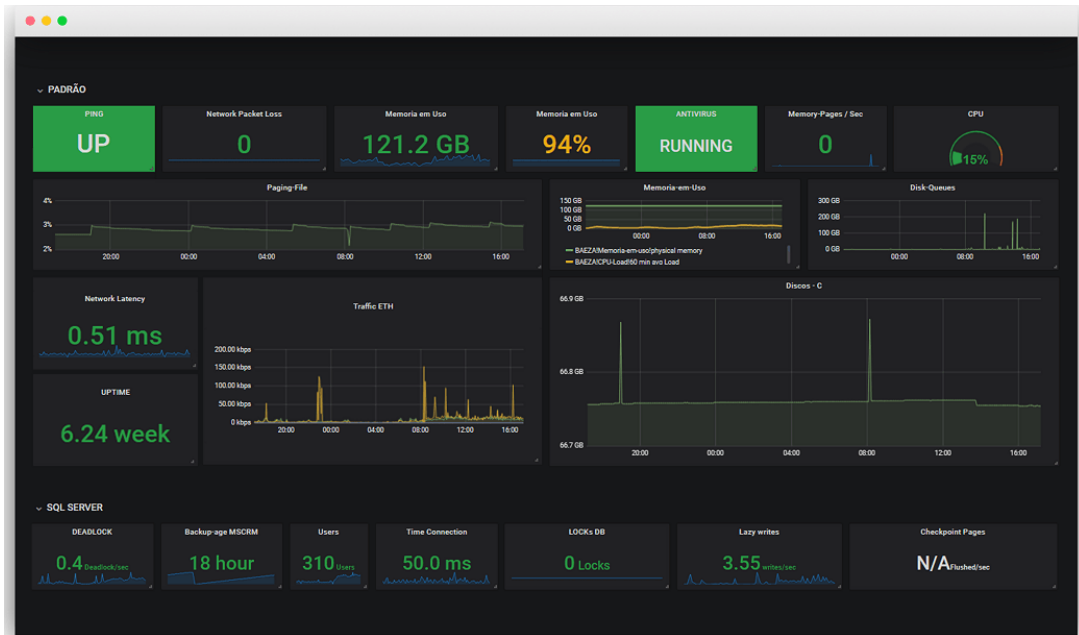 PADRÃO
PING
UP
Network Packet Loss
0
Memoria em Uso
121.2 GB
Memoria em Uso
94%
ANTIVIRUS
RUNNING
Memory-Pages / Sec
0
CPU
15%
Paging-File
4%
3%
2%
20:00
00:00
04:00
08:00
12:00
16:00
Memoria-em-Uso
150 GB
100 GB
50 GB
0 GB
00:00
08:00
16:00
BAEZA!Memoria-em-uso!physical memory
BAEZA!CPU-Load!60 min avg Load
Disk-Queues
300 GB
200 GB
100 GB
0 GB
00:00
08:00
16:00
Network Latency
0.51 ms
UPTIME
6.24 week
Traffic ETH
200.00 kbps
150.00 kbps
100.00 kbps
50.00 kbps
0 kbps
20:00
00:00
04:00
08:00
12:00
16:00
Discos - C
66.9 GB
66.8 GB
66.7 GB
20:00
00:00
04:00
08:00
12:00
16:00
SQL SERVER
DEADLOCK
0.4 Deadlock/sec
Backup-age MSCRM
18 hour
Users
310 Users
Time Connection
50.0 ms
LOCKs DB
0 Locks
Lazy writes
3.55 writes/sec
Checkpoint Pages
N/A Flushed/sec